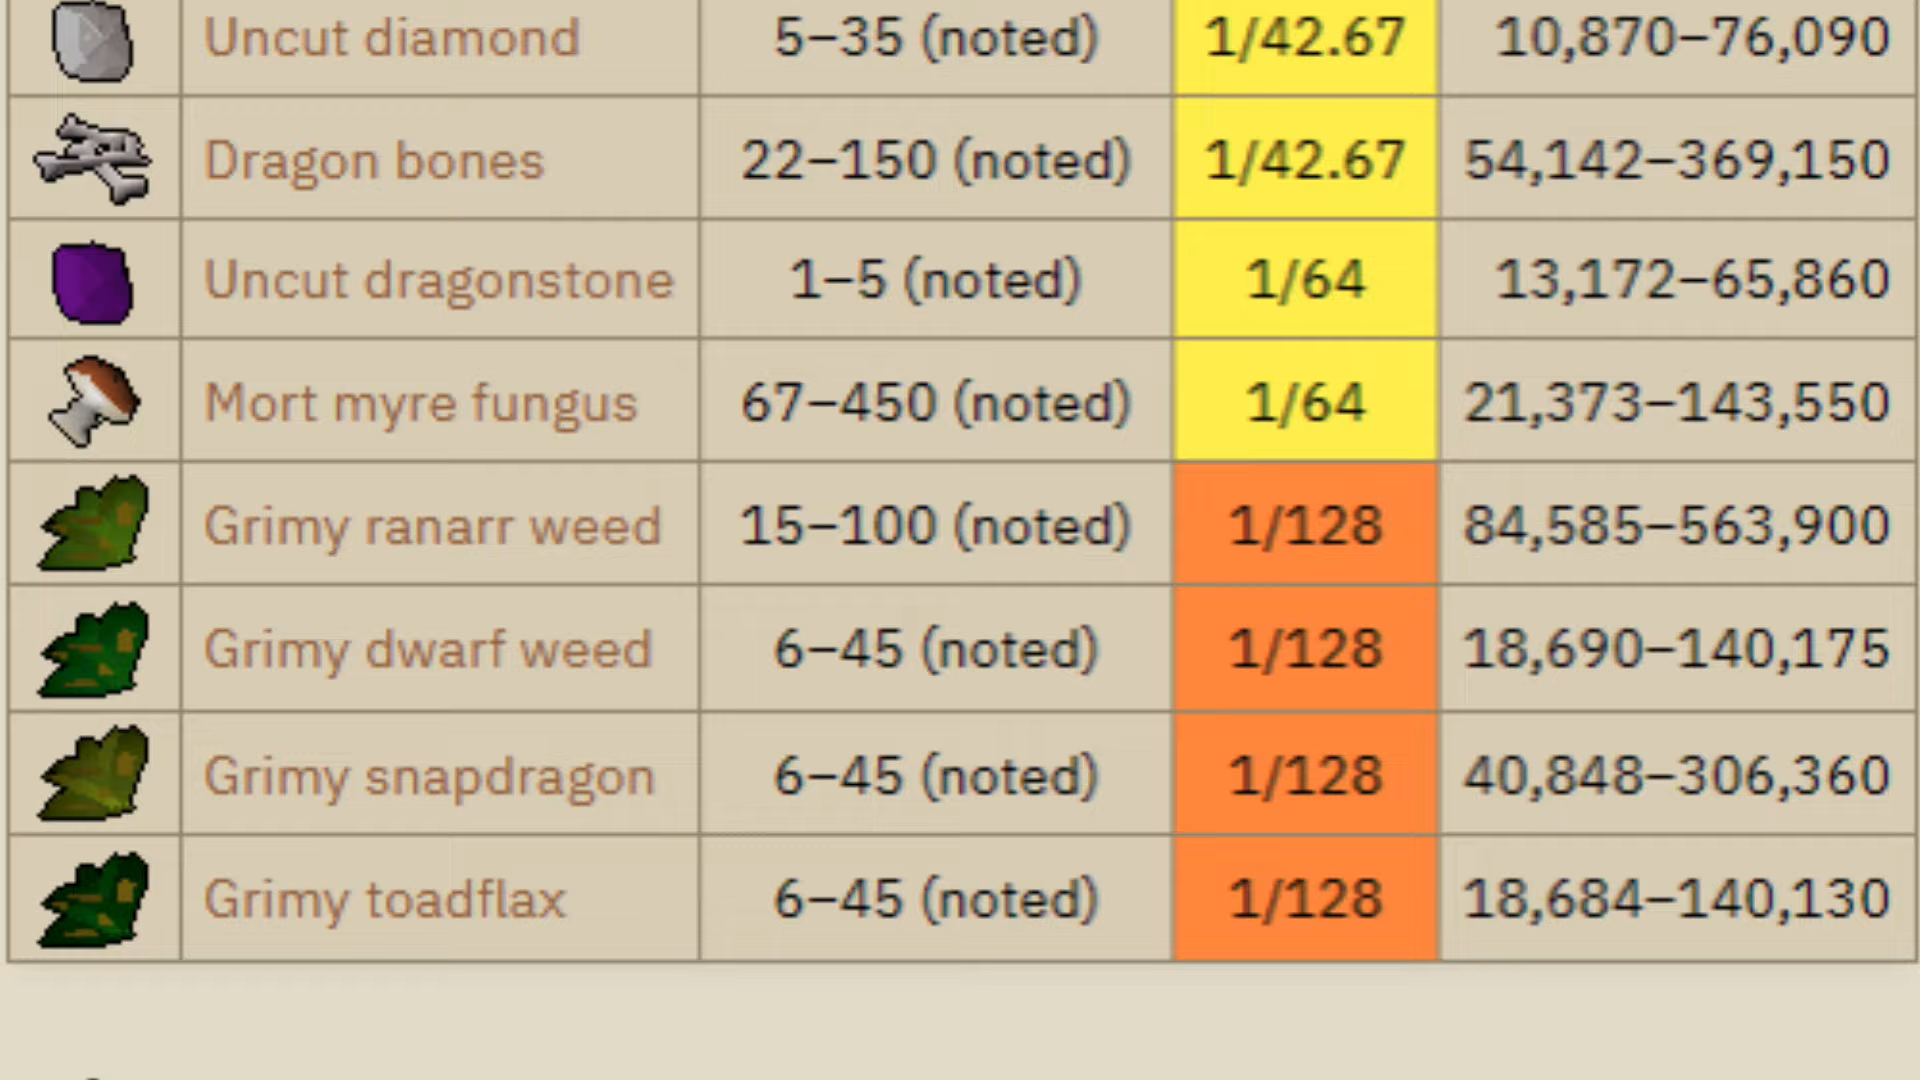 Uncut diamond 5–35 (noted) 1/42.67 10,870–76,090
Dragon bones 22–150 (noted) 1/42.67 54,142–369,150
Uncut dragonstone 1–5 (noted) 1/64 13,172–65,860
Mort myre fungus 67–450 (noted) 1/64 21,373–143,550
Grimy ranarr weed 15–100 (noted) 1/128 84,585–563,900
Grimy dwarf weed 6–45 (noted) 1/128 18,690–140,175
Grimy snapdragon 6–45 (noted) 1/128 40,848–306,360
Grimy toadflax 6–45 (noted) 1/128 18,684–140,130